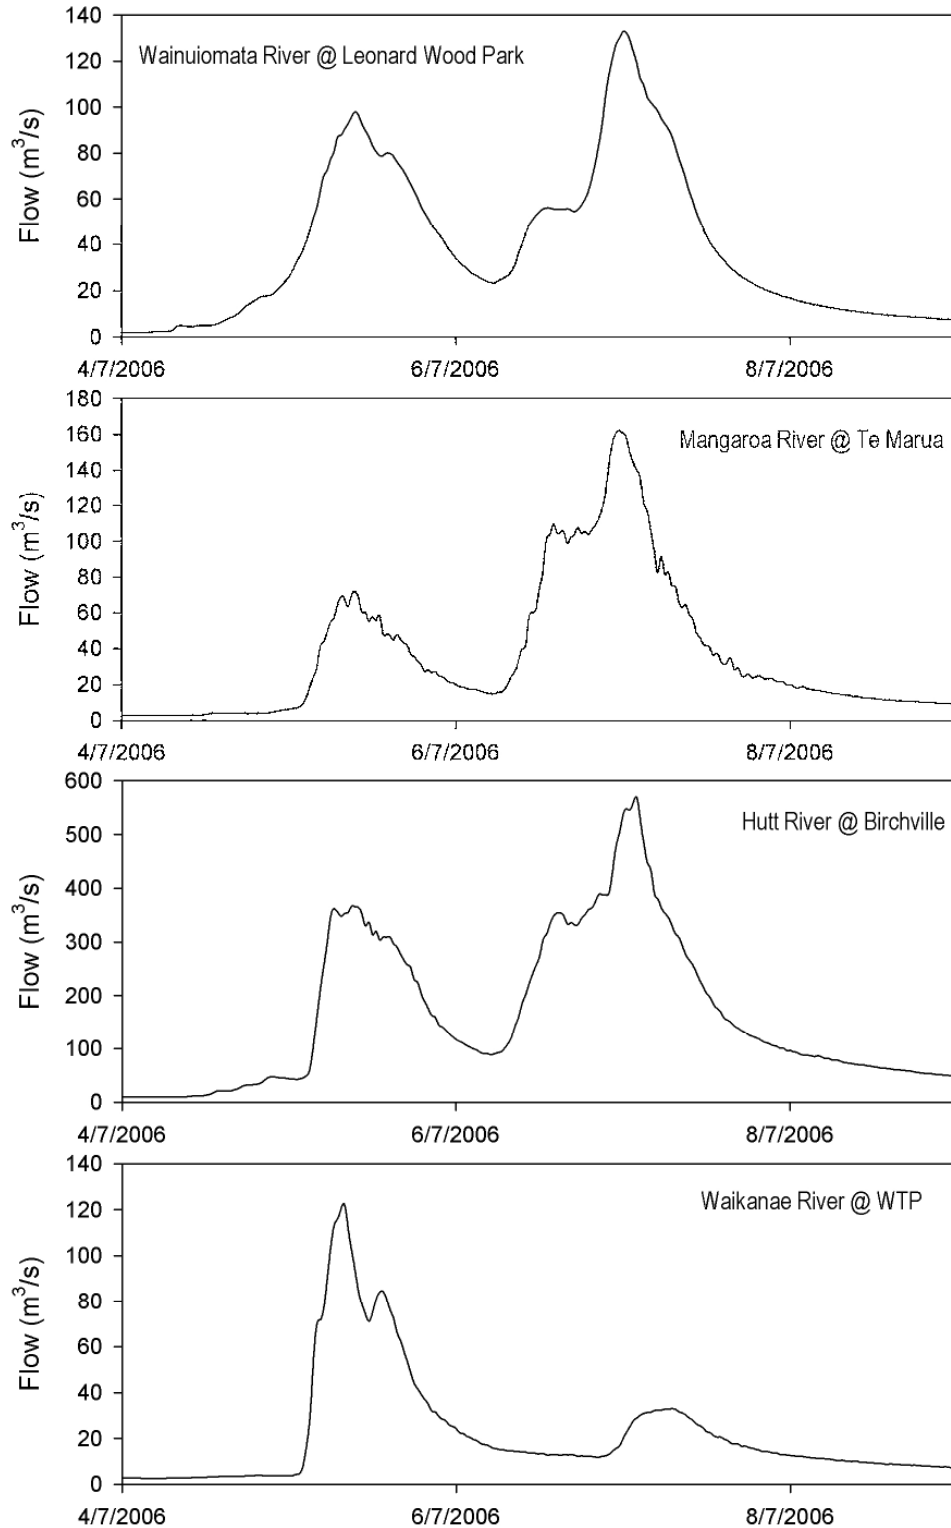 140
Wainuiomata River @ Leonard Wood Park
120
100
80
60
40
20
0
Flow (m³/s)
4/7/2006 6/7/2006 8/7/2006
180
Mangaroa River @ Te Marua
160
140
120
100
80
60
40
20
0
Flow (m³/s)
4/7/2006 6/7/2006 8/7/2006
600
Hutt River @ Birchville
500
400
300
200
100
0
Flow (m³/s)
4/7/2006 6/7/2006 8/7/2006
140
Waikanae River @ WTP
120
100
80
60
40
20
0
Flow (m³/s)
4/7/2006 6/7/2006 8/7/2006